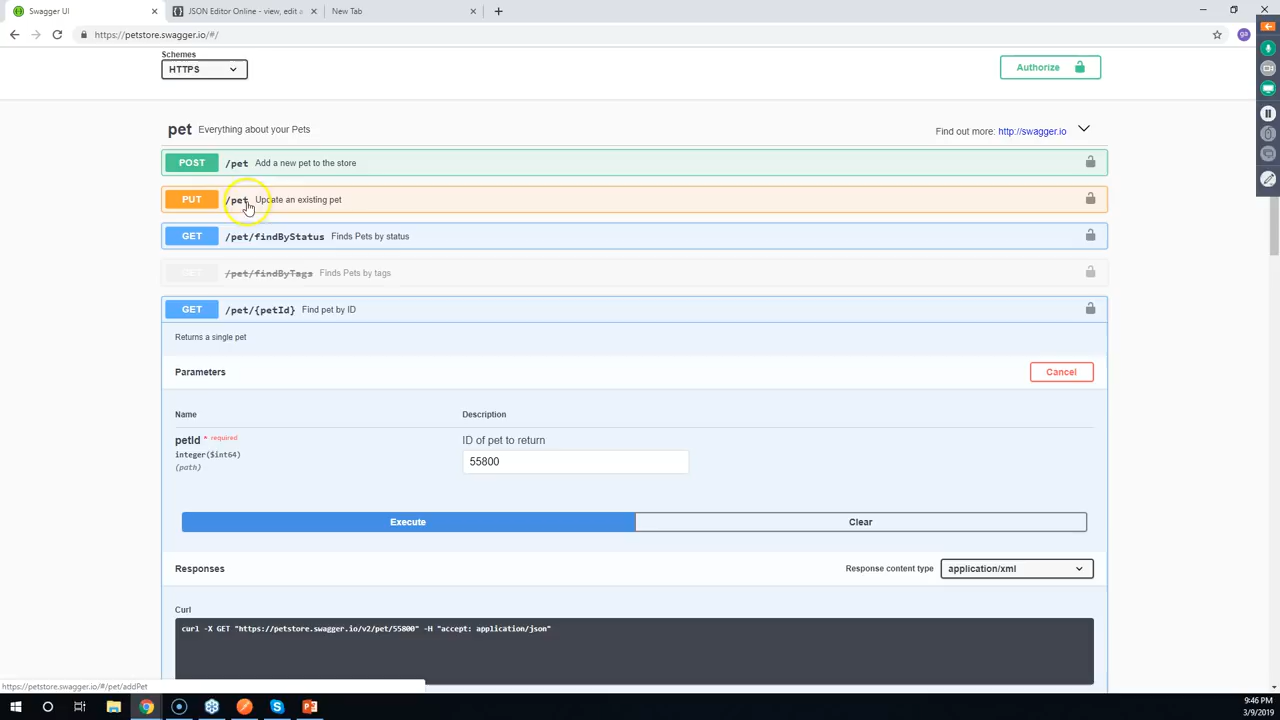 Swagger UI
JSON Editor Online - view, edit a
New Tab
https://petstore.swagger.io/#/
ga
Schemes
HTTPS
Authorize
pet Everything about your Pets
Find out more: http://swagger.io
POST /pet Add a new pet to the store
PUT /pet Update an existing pet
GET /pet/findByStatus Finds Pets by status
GET /pet/findByTags Finds Pets by tags
GET /pet/{petId} Find pet by ID
Returns a single pet
Parameters
Cancel
Name
Description
petId * required
integer($int64)
(path)
ID of pet to return
55800
Execute
Clear
Responses
Response content type
application/xml
Curl
curl -X GET "https://petstore.swagger.io/v2/pet/55800" -H "accept: application/json"
https://petstore.swagger.io/#/pet/addPet
9:46 PM
3/9/2019